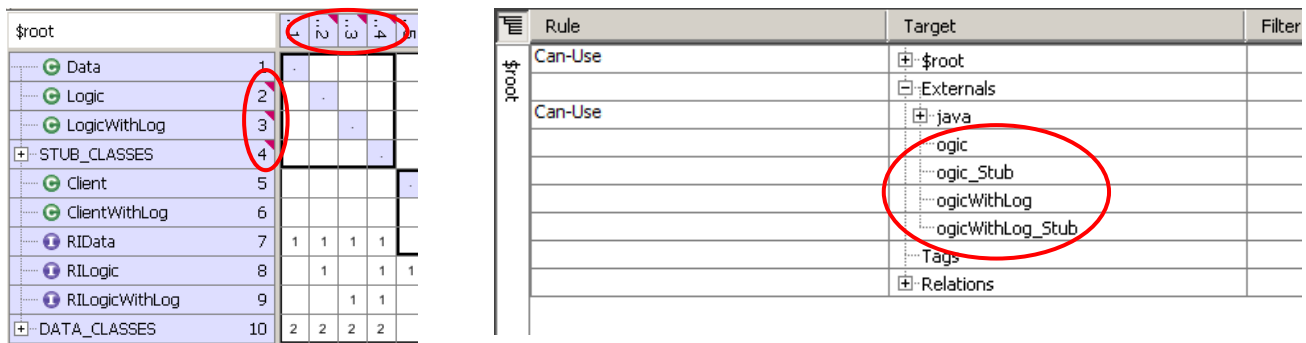 $root 1 2 3 4 5
Data 1 .
Logic 2 .
LogicWithLog 3 .
STUB_CLASSES 4 .
Client 5 .
ClientWithLog 6
RIData 7 1 1 1 1
RILogic 8 1 1 1
RILogicWithLog 9 1 1
DATA_CLASSES 10 2 2 2 2
$root
Rule Target Filter
Can-Use $root
Externals
Can-Use java
ogic
ogic_Stub
ogicWithLog
ogicWithLog_Stub
Tags
Relations